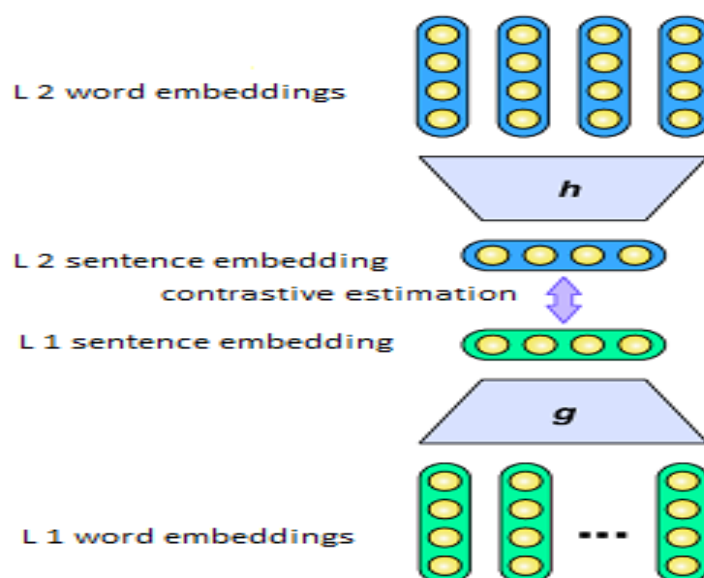 L 2 word embeddings
h
L 2 sentence embedding
contrastive estimation
L 1 sentence embedding
g
L 1 word embeddings
...